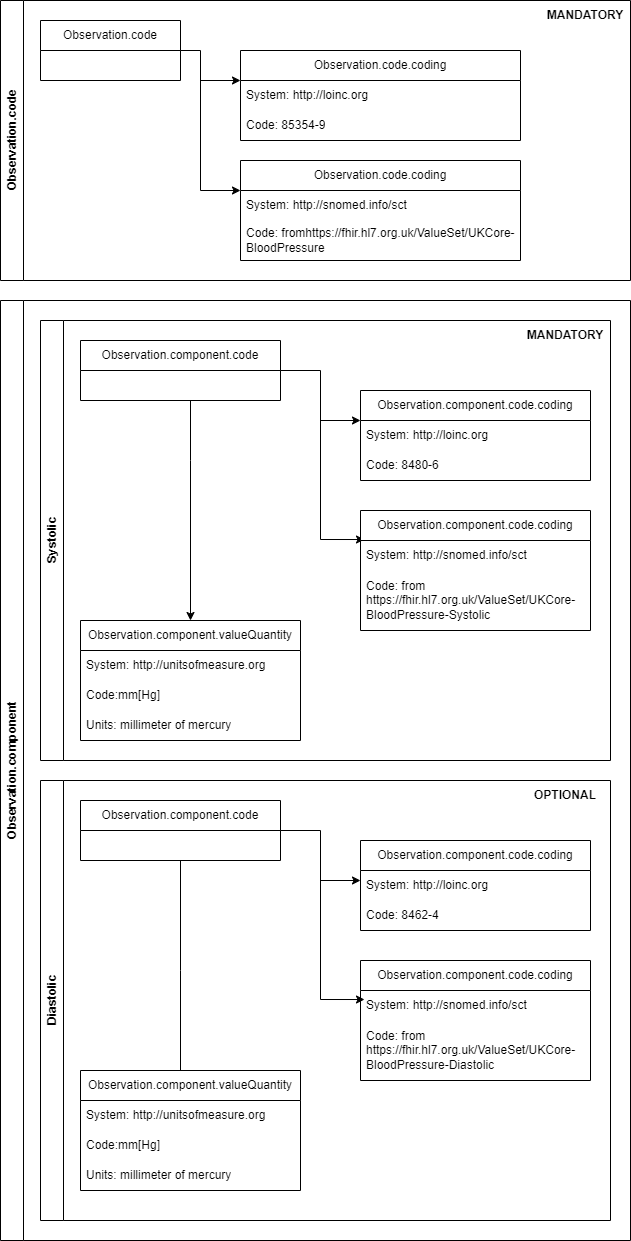 MANDATORY
Observation.code
Observation.code
Observation.code.coding
System: http://loinc.org
Code: 85354-9
Observation.code.coding
System: http://snomed.info/sct
Code: fromhttps://fhir.hl7.org.uk/ValueSet/UKCore-
BloodPressure
Observation.component
Systolic
MANDATORY
Observation.component.code
Observation.component.code.coding
System: http://loinc.org
Code: 8480-6
Observation.component.code.coding
System: http://snomed.info/sct
Code: from
https://fhir.hl7.org.uk/ValueSet/UKCore-
BloodPressure-Systolic
Observation.component.valueQuantity
System: http://unitsofmeasure.org
Code:mm[Hg]
Units: millimeter of mercury
Diastolic
OPTIONAL
Observation.component.code
Observation.component.code.coding
System: http://loinc.org
Code: 8462-4
Observation.component.code.coding
System: http://snomed.info/sct
Code: from
https://fhir.hl7.org.uk/ValueSet/UKCore-
BloodPressure-Diastolic
Observation.component.valueQuantity
System: http://unitsofmeasure.org
Code:mm[Hg]
Units: millimeter of mercury